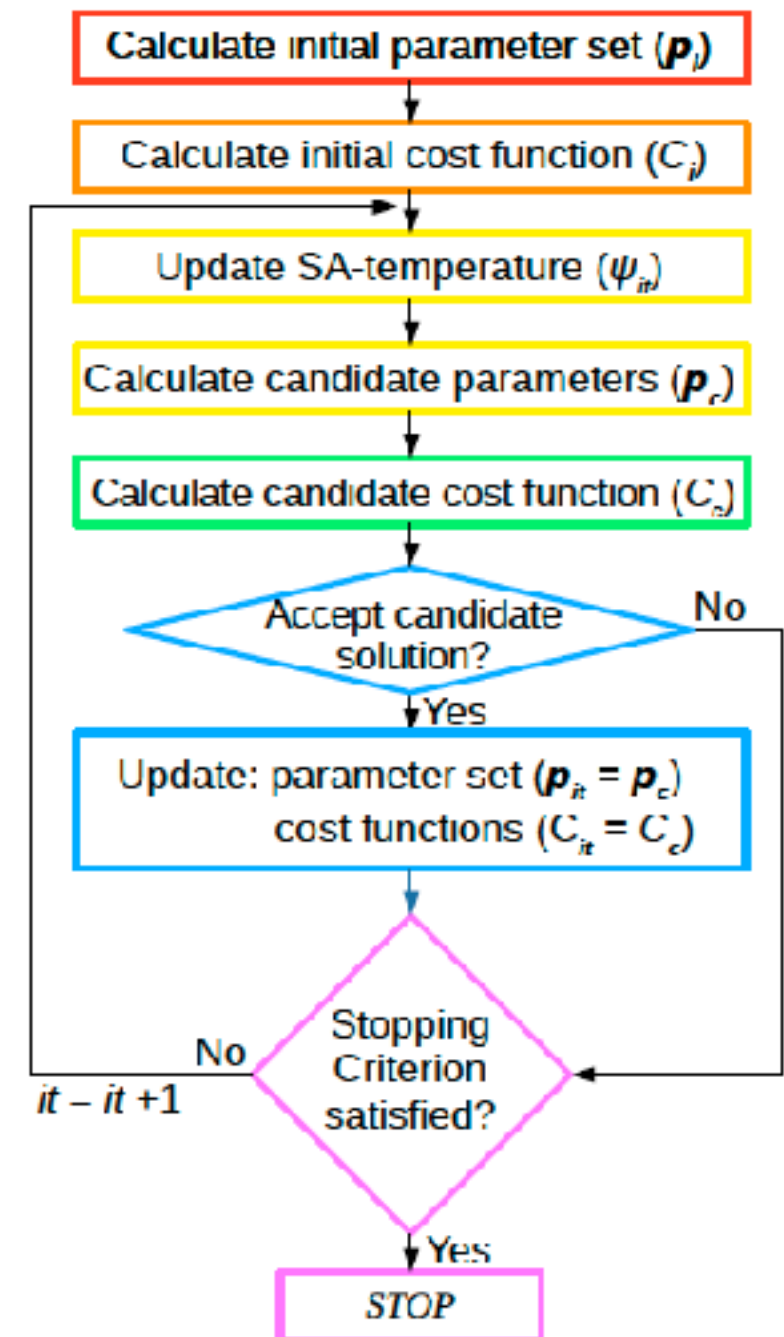 Calculate initial parameter set (p_i)
Calculate initial cost function (C_i)
Update SA-temperature (ψ_it)
Calculate candidate parameters (p_c)
Calculate candidate cost function (C_c)
Accept candidate
solution?
No
Yes
Update: parameter set (p_it = p_c)
cost functions (C_it = C_c)
Stopping
Criterion
satisfied?
No
it – it +1
Yes
STOP